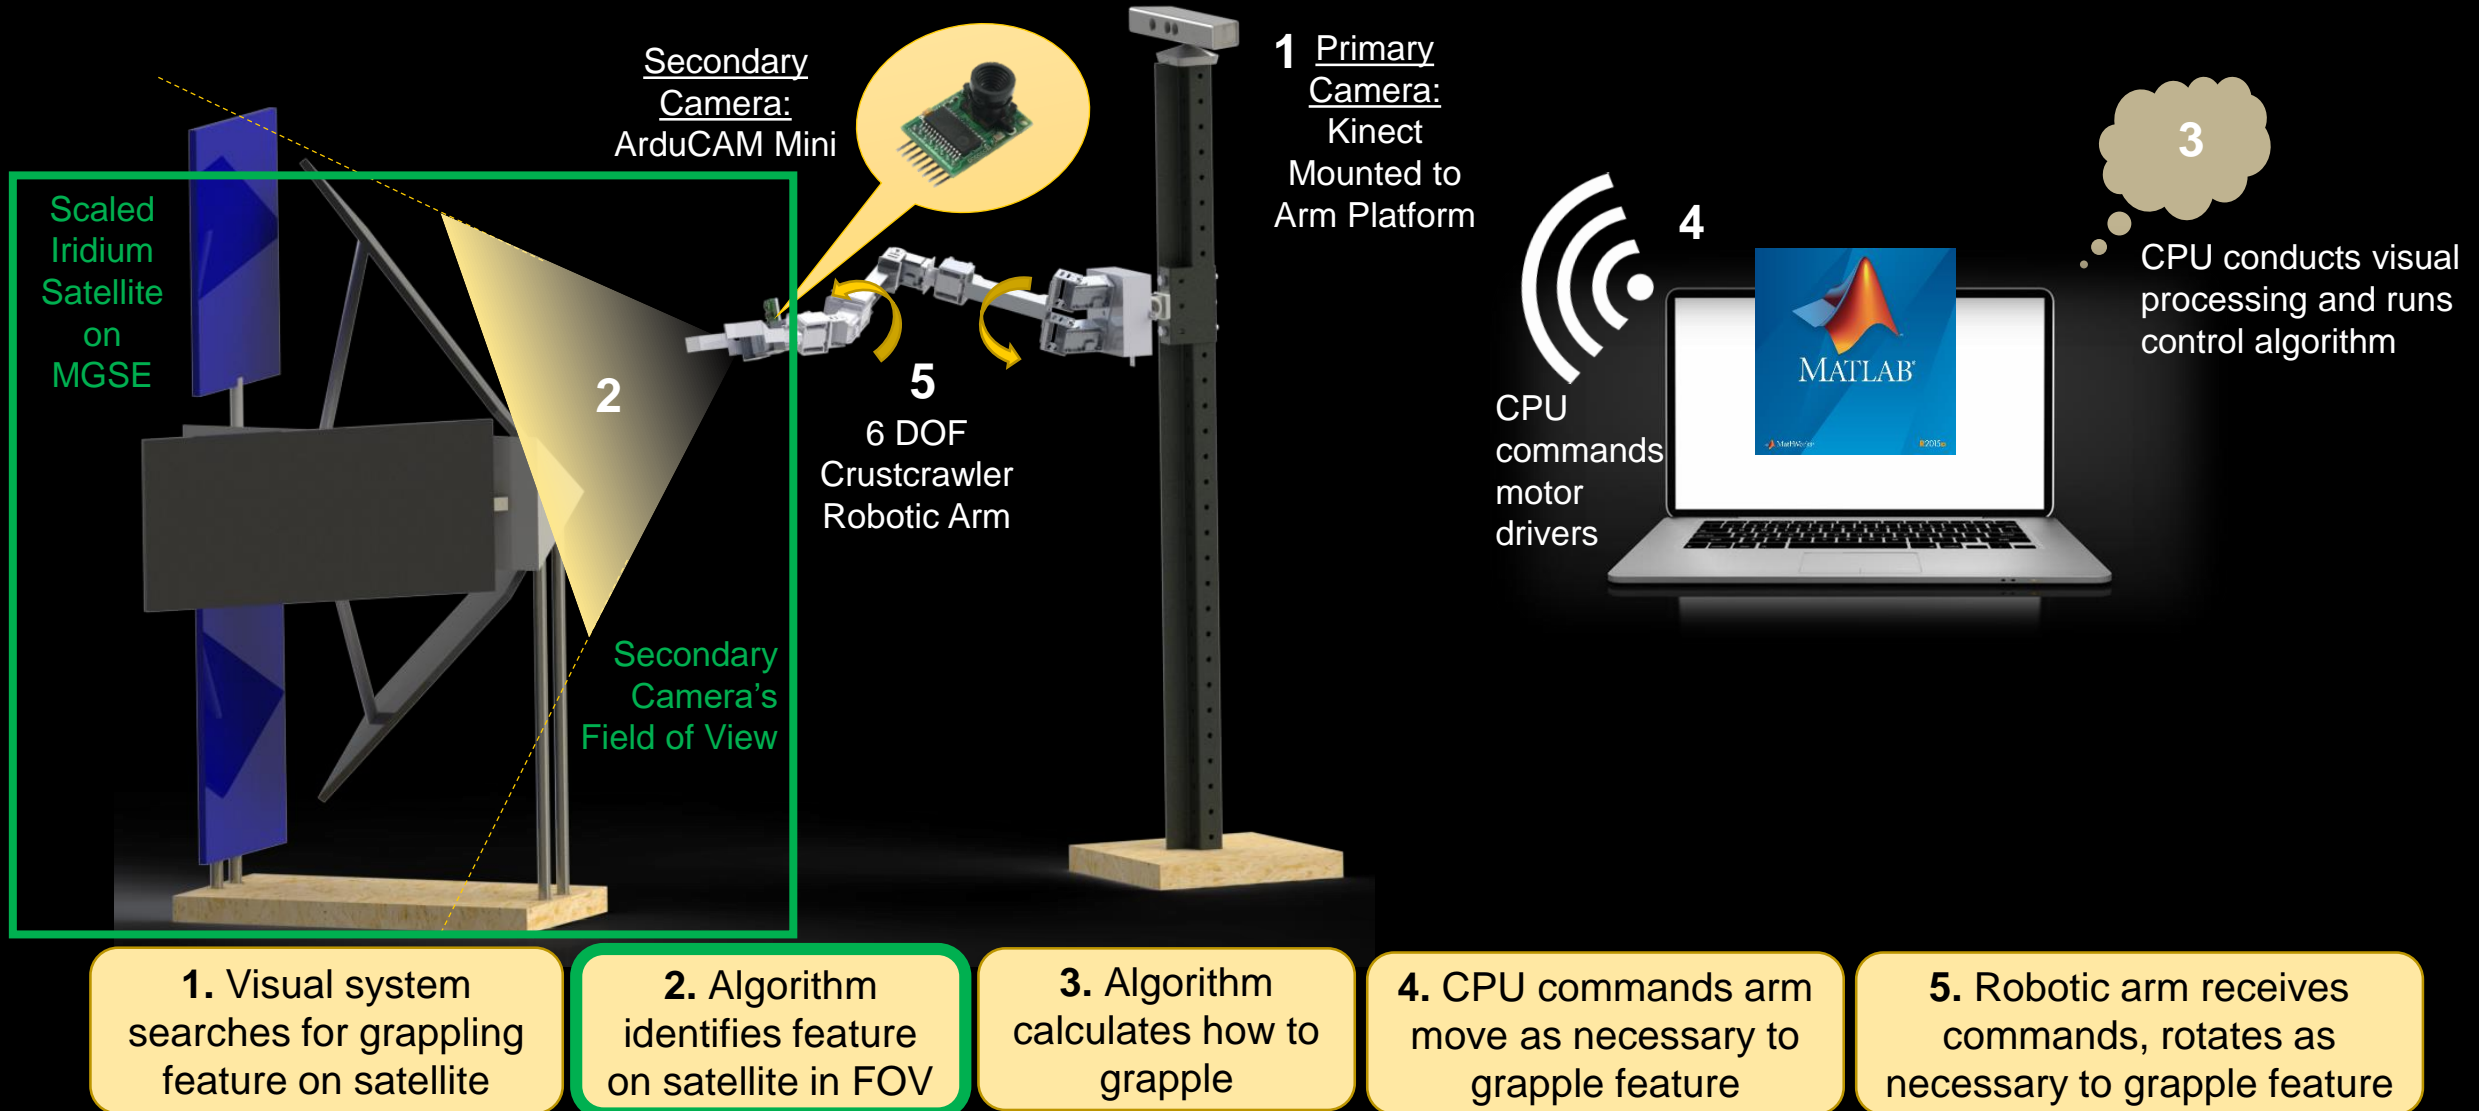 Secondary
Camera:
ArduCAM Mini
1 Primary
Camera:
Kinect
Mounted to
Arm Platform
3
4
CPU conducts visual
processing and runs
control algorithm
Scaled
Iridium
Satellite
on
MGSE
2
5
6 DOF
Crustcrawler
Robotic Arm
CPU
commands
motor
drivers
MATLAB®
MathWorks
R2015a
Secondary
Camera’s
Field of View
1. Visual system
searches for grappling
feature on satellite
2. Algorithm
identifies feature
on satellite in FOV
3. Algorithm
calculates how to
grapple
4. CPU commands arm
move as necessary to
grapple feature
5. Robotic arm receives
commands, rotates as
necessary to grapple feature